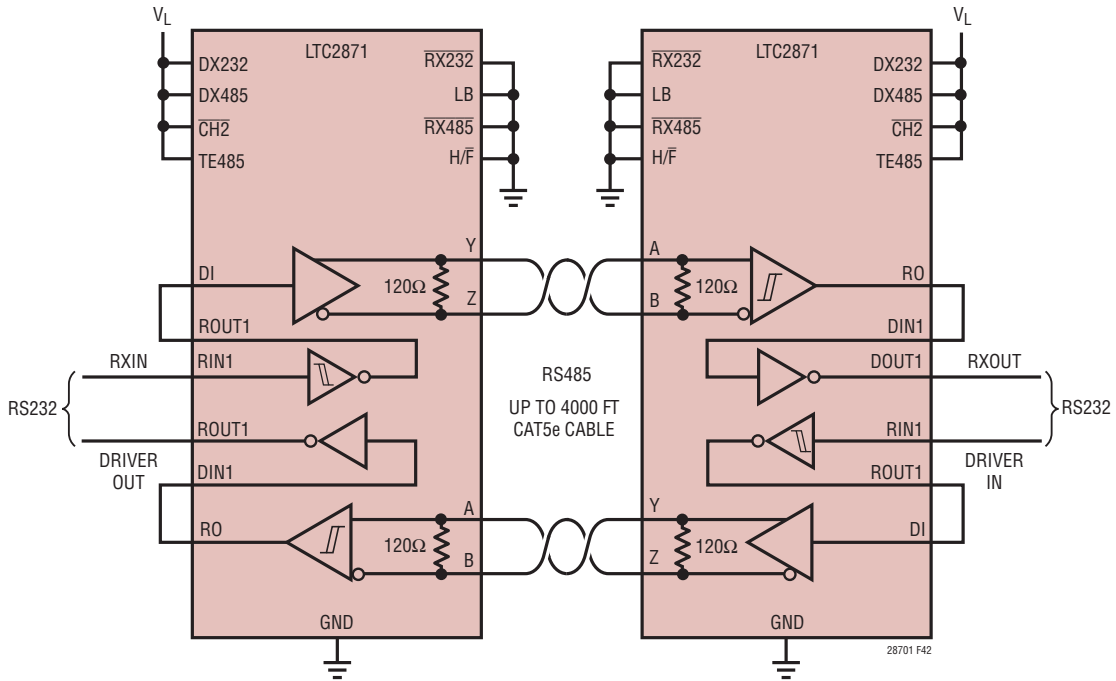 VL
LTC2871
DX232
DX485
CH2
TE485
RX232
LB
RX485
H/F
DI
Y
Z
120Ω
ROUT1
RXIN
RIN1
RS232
ROUT1
DRIVER
OUT
DIN1
RO
A
B
120Ω
GND
RS485
UP TO 4000 FT
CAT5e CABLE
VL
LTC2871
RX232
LB
RX485
H/F
DX232
DX485
CH2
TE485
A
B
120Ω
RO
DIN1
DOUT1
RXOUT
RS232
RIN1
DRIVER
IN
ROUT1
Y
Z
120Ω
DI
GND
28701 F42